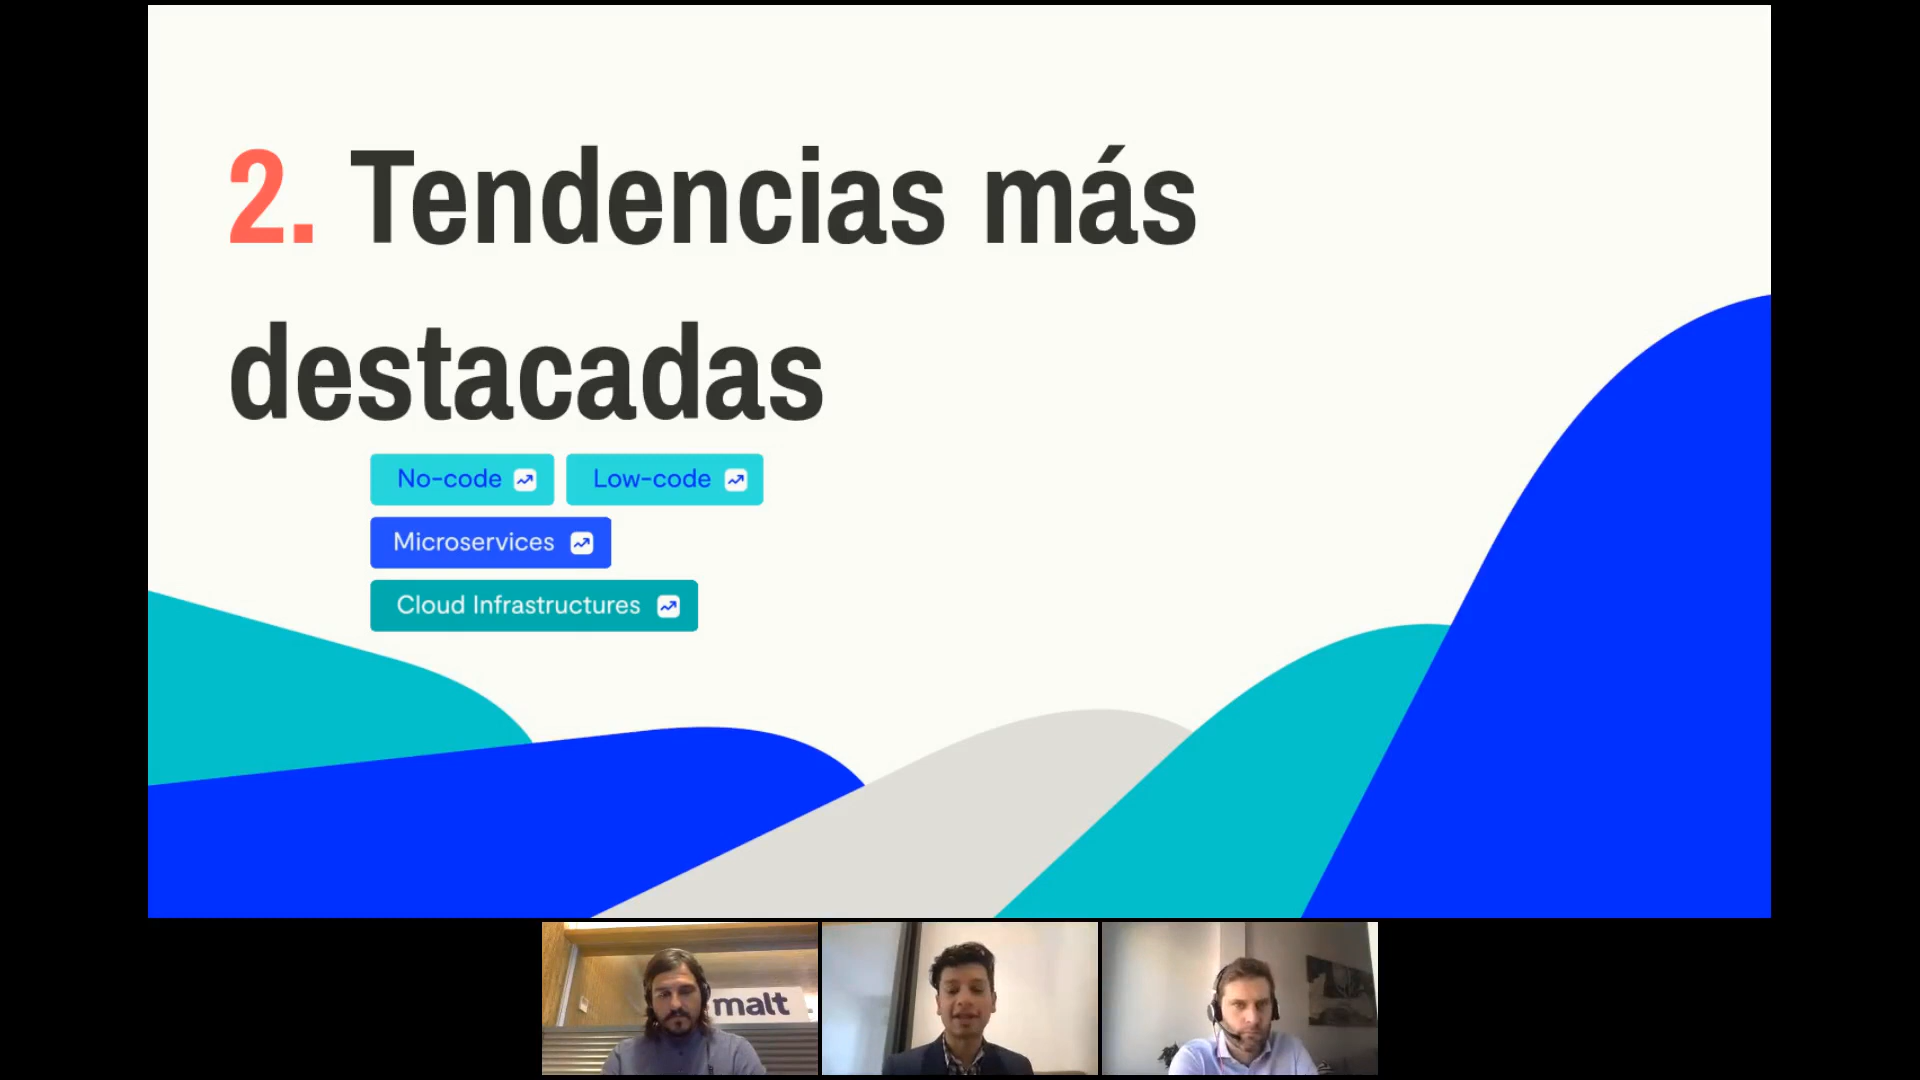 2. Tendencias más
destacadas
No-code Low-code
Microservices
Cloud Infrastructures
malt